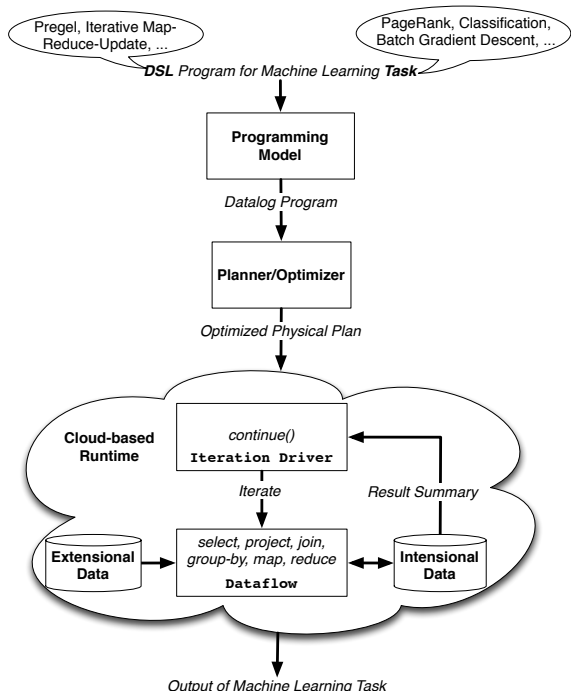 Pregel, Iterative Map-
Reduce-Update, ...
PageRank, Classification,
Batch Gradient Descent, ...
DSL Program for Machine Learning Task
Programming
Model
Datalog Program
Planner/Optimizer
Optimized Physical Plan
Cloud-based
Runtime
continue()
Iteration Driver
Iterate
Result Summary
Extensional
Data
select, project, join,
group-by, map, reduce
Dataflow
Intensional
Data
Output of Machine Learning Task